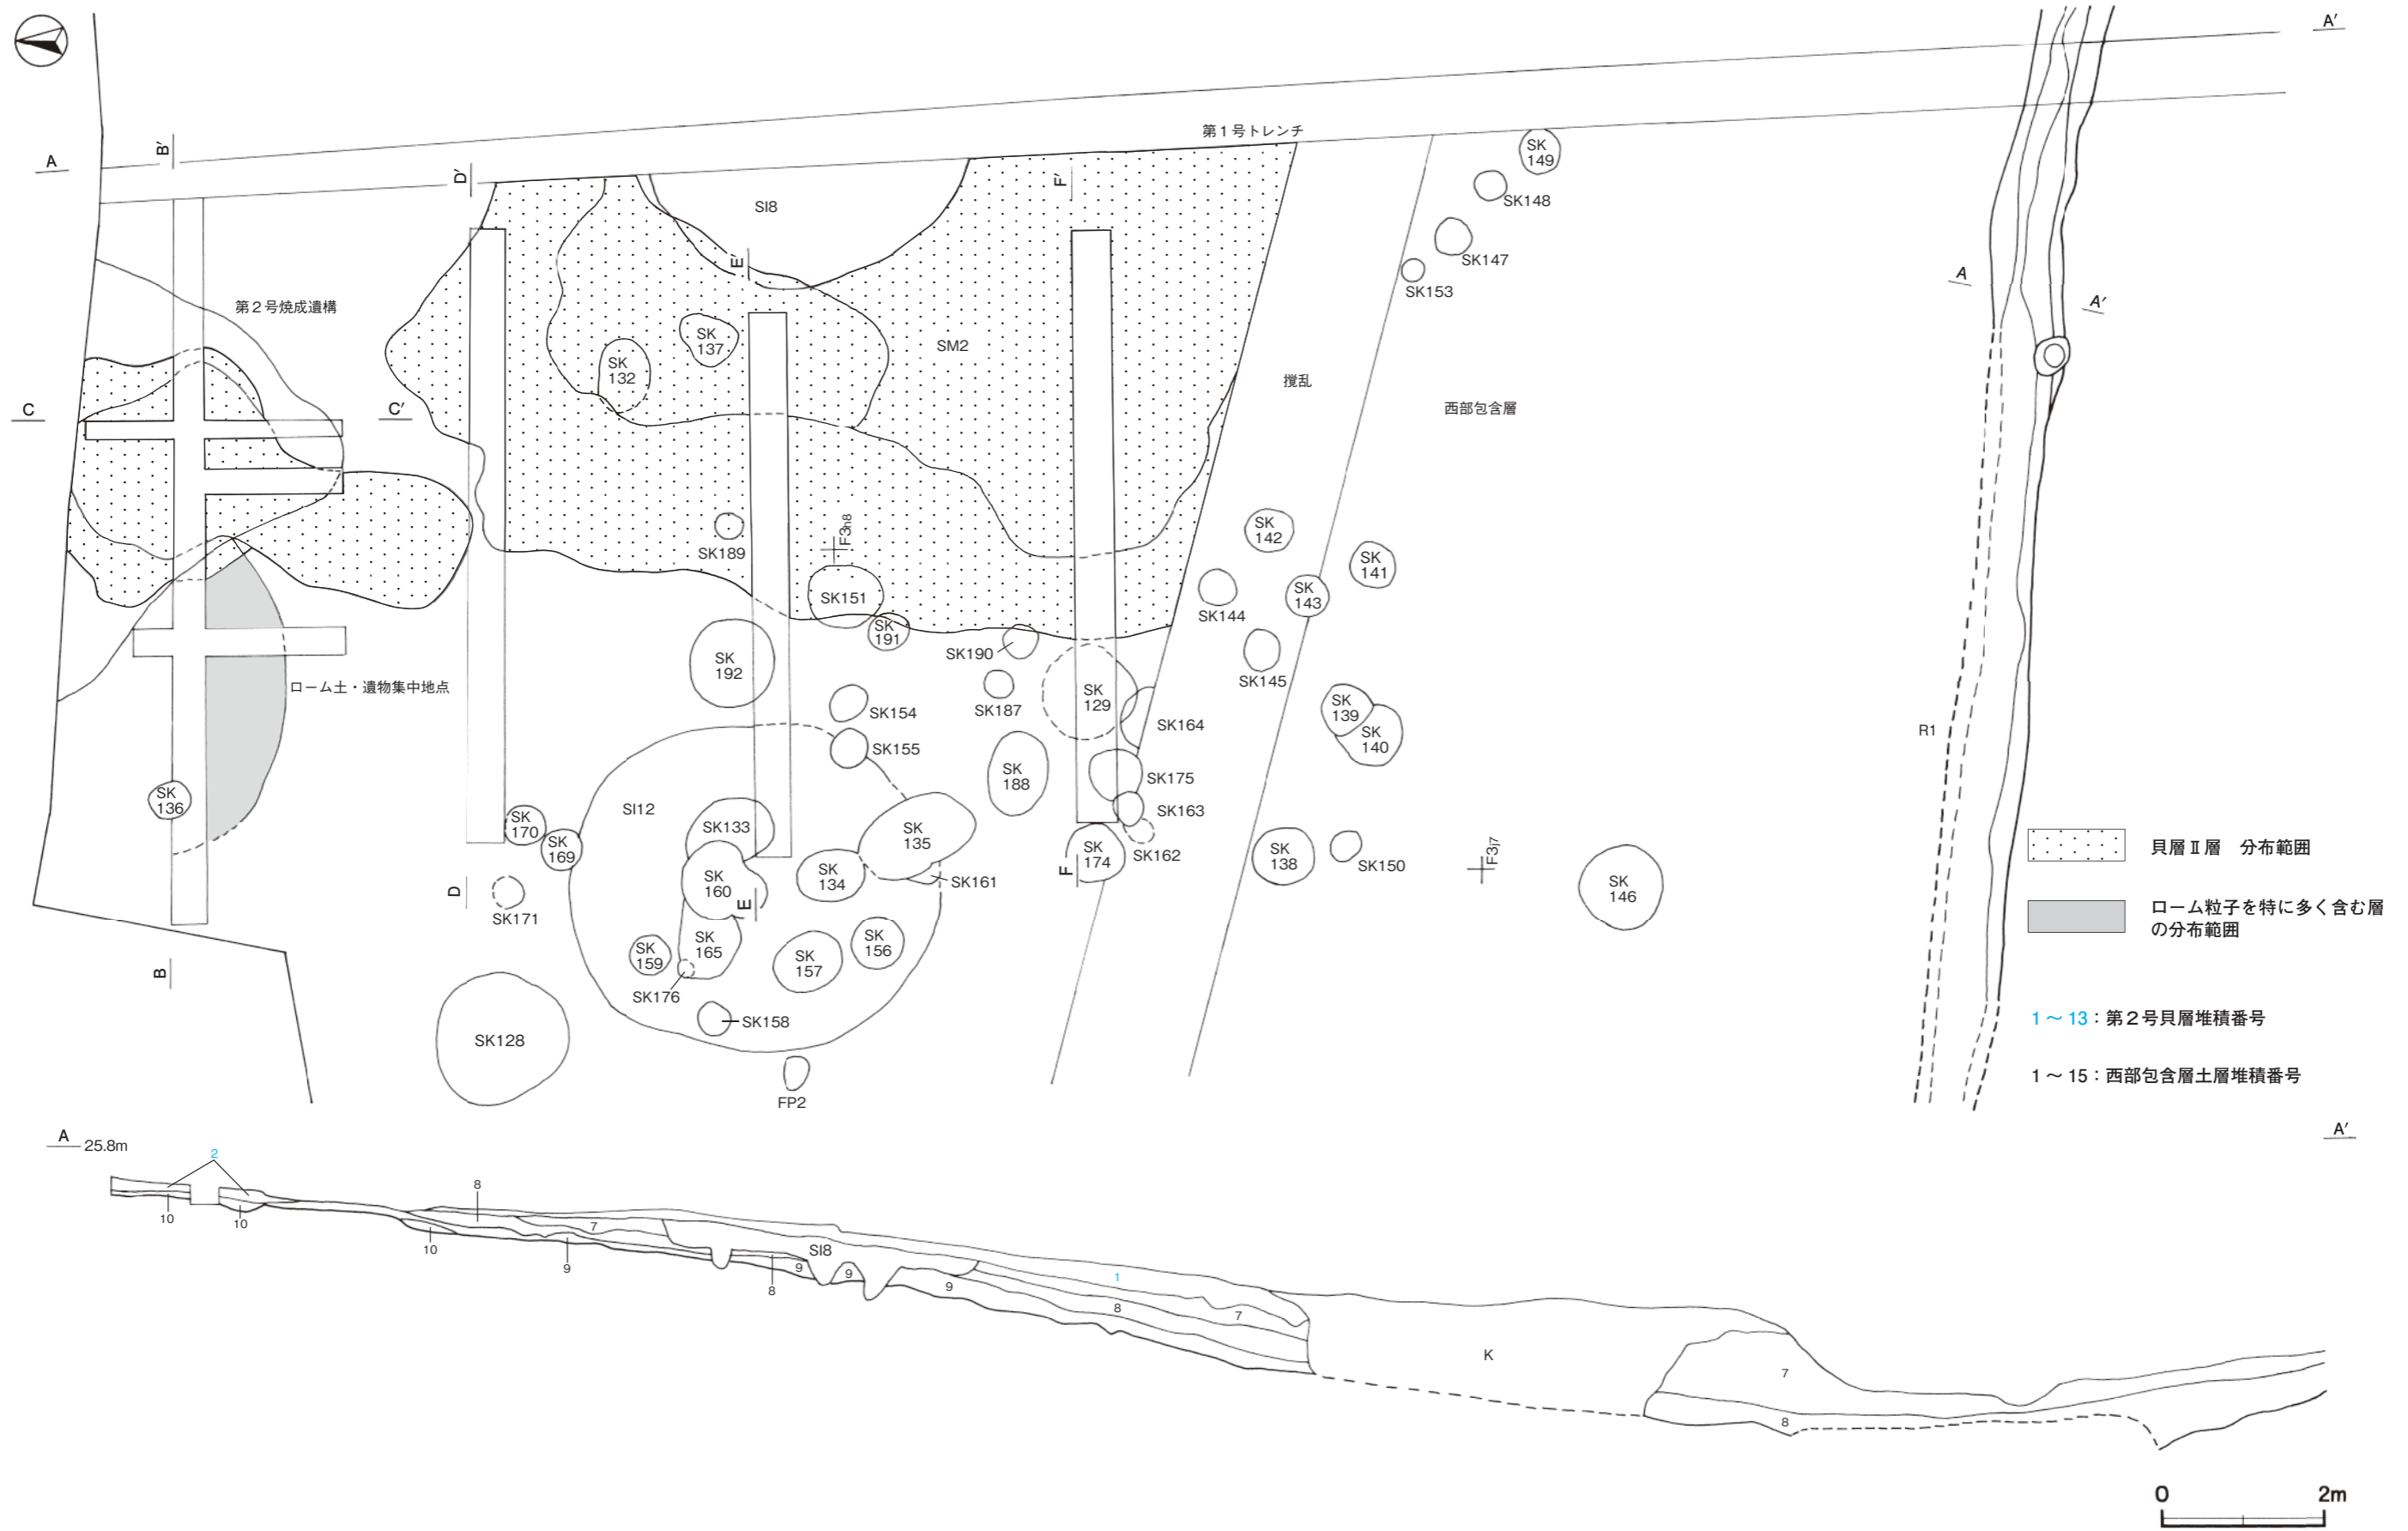 A'
第１号トレンチ
A
B'
D'
F'
SK
149
SI8
SK148
SK147
E'
SK153
A
A'
第２号焼成遺構
SK
137
SM2
SK
132
撹乱
西部包含層
C
C'
F3h8
SK189
SK
142
SK
141
SK151
SK
143
SK144
SK
191
SK190
SK
192
SK145
ローム土・遺物集中地点
SK187
SK
129
SK154
SK164
SK
139
SK
140
R1
SK155
SK
188
SK175
SK
136
SI12
SK163
SK
170
SK133
SK
135
SK
169
SK
174
SK162
SK
138
SK150
F3j7
貝層Ⅱ層　分布範囲
SK
134
SK
160
SK161
F
D
SK171
E
SK
146
ローム粒子を特に多く含む層
の分布範囲
SK
159
SK
165
SK
156
SK
157
B
SK176
SK158
SK128
1～13：第２号貝層堆積番号
FP2
1～15：西部包含層土層堆積番号
A
25.8m
A'
2
8
10
10
7
10
9
SI8
8
9
9
9
1
8
7
K
7
8
0
2m